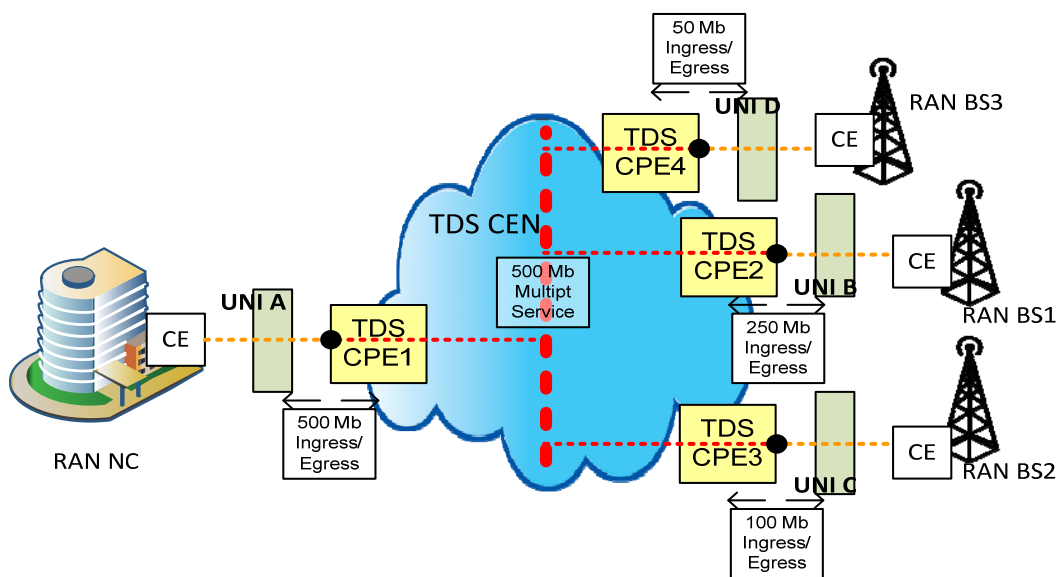 50 Mb
Ingress/
Egress
UNI D
RAN BS3
TDS
CPE4
CE
TDS CEN
TDS
CPE2
CE
500 Mb
Multipt
Service
UNI B
RAN BS1
250 Mb
Ingress/
Egress
UNI A
CE
TDS
CPE1
500 Mb
Ingress/
Egress
RAN NC
TDS
CPE3
CE
UNI C
RAN BS2
100 Mb
Ingress/
Egress